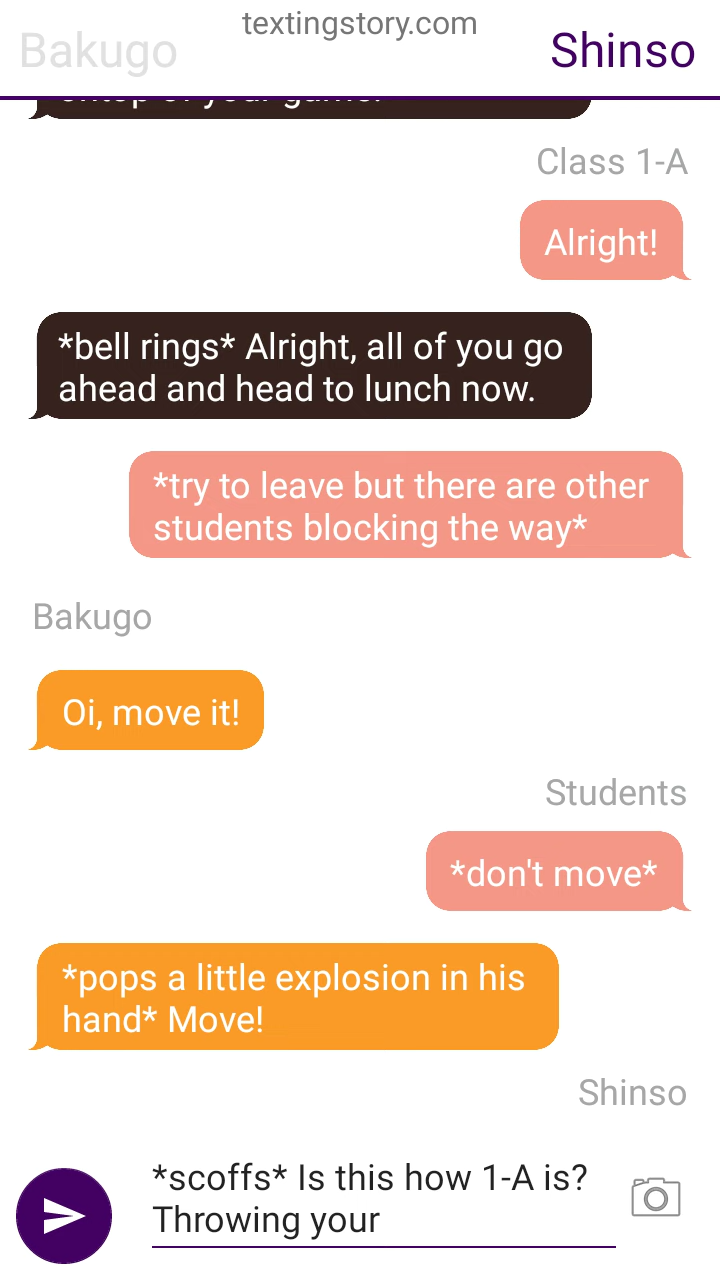 textingstory.com
Bakugo
Shinso
Class 1-A
Alright!
*bell rings* Alright, all of you go
ahead and head to lunch now.
*try to leave but there are other
students blocking the way*
Bakugo
Oi, move it!
Students
*don't move*
*pops a little explosion in his
hand* Move!
Shinso
*scoffs* Is this how 1-A is?
Throwing your